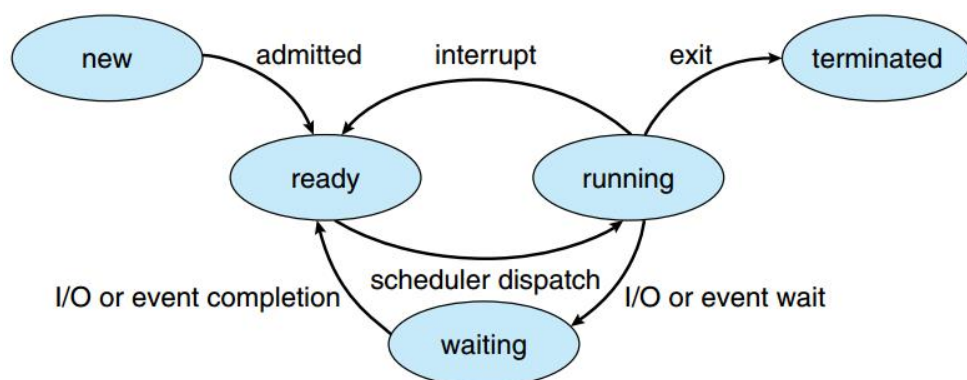 new
admitted
interrupt
exit
terminated
ready
running
I/O or event completion
scheduler dispatch
I/O or event wait
waiting